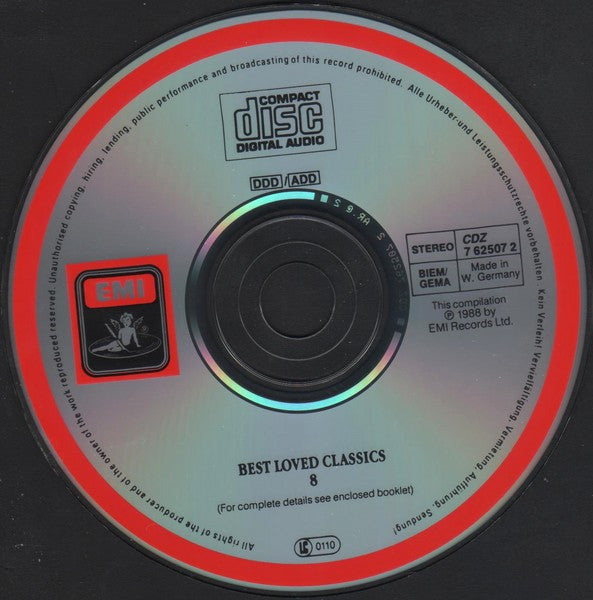 All rights of the producer and of the owner of the work reproduced reserved. Unauthorised copying, hiring, lending, public performance and broadcasting of this record prohibited. Alle Urheber-und Leistungsschutzrechte vorbehalten. Kein Verleih! Vervielfältigung, Vermietung, Aufführung, Sendung!
COMPACT
disc
DIGITAL AUDIO
DDD / ADD
STEREO
CDZ
7 62507 2
BIEM/
GEMA
Made in
W. Germany
This compilation
℗ 1988 by
EMI Records Ltd.
EMI
®
BEST LOVED CLASSICS
8
(For complete details see enclosed booklet)
LC 0110